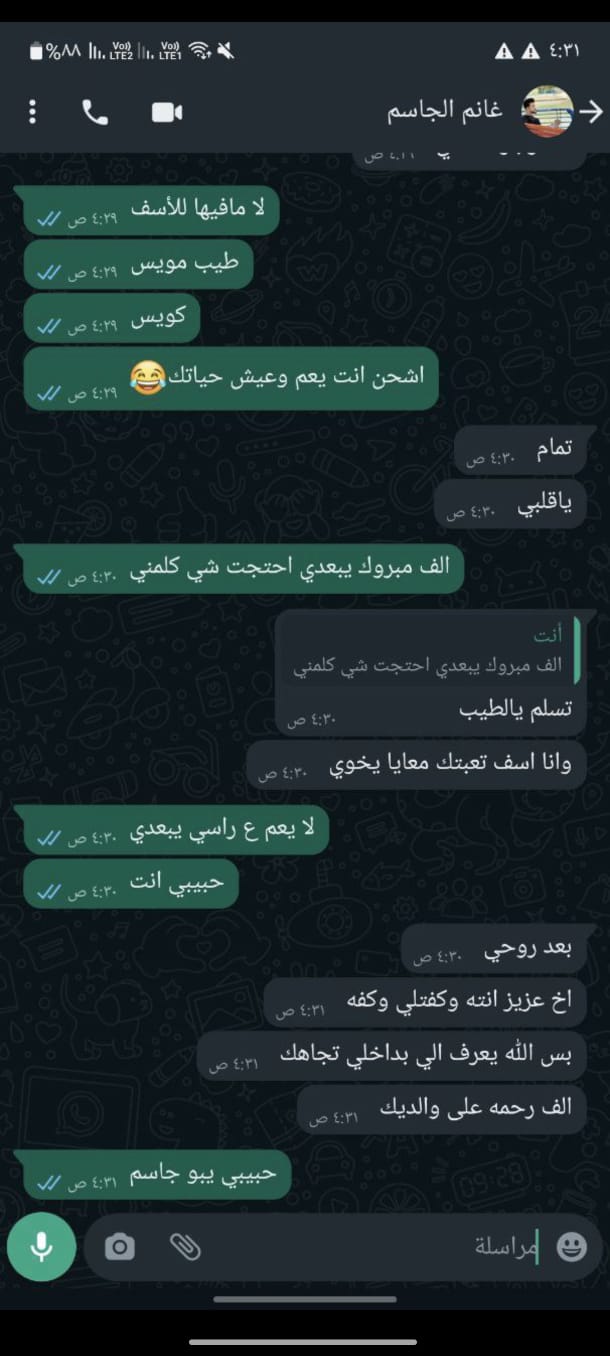 ٤:٣١
%٨٨ Vo)) LTE2 Vo)) LTE1
غانم الجاسم
لا مافيها للأسف ٤:٢٩ ص
طيب مويس ٤:٢٩ ص
كويس ٤:٢٩ ص
اشحن انت يعم وعيش حياتك😂 ٤:٢٩ ص
تمام ٤:٣٠ ص
ياقلبي ٤:٣٠ ص
الف مبروك يبعدي احتجت شي كلمني ٤:٣٠ ص
أنت
الف مبروك يبعدي احتجت شي كلمني
تسلم يالطيب ٤:٣٠ ص
وانا اسف تعبتك معايا يخوي ٤:٣٠ ص
لا يعم ع راسي يبعدي ٤:٣٠ ص
حبيبي انت ٤:٣٠ ص
بعد روحي ٤:٣٠ ص
اخ عزيز انته وكفتلي وكفه ٤:٣١ ص
بس الله يعرف الي بداخلي تجاهك ٤:٣١ ص
الف رحمه على والديك ٤:٣١ ص
حبيبي يبو جاسم ٤:٣١ ص
مراسلة